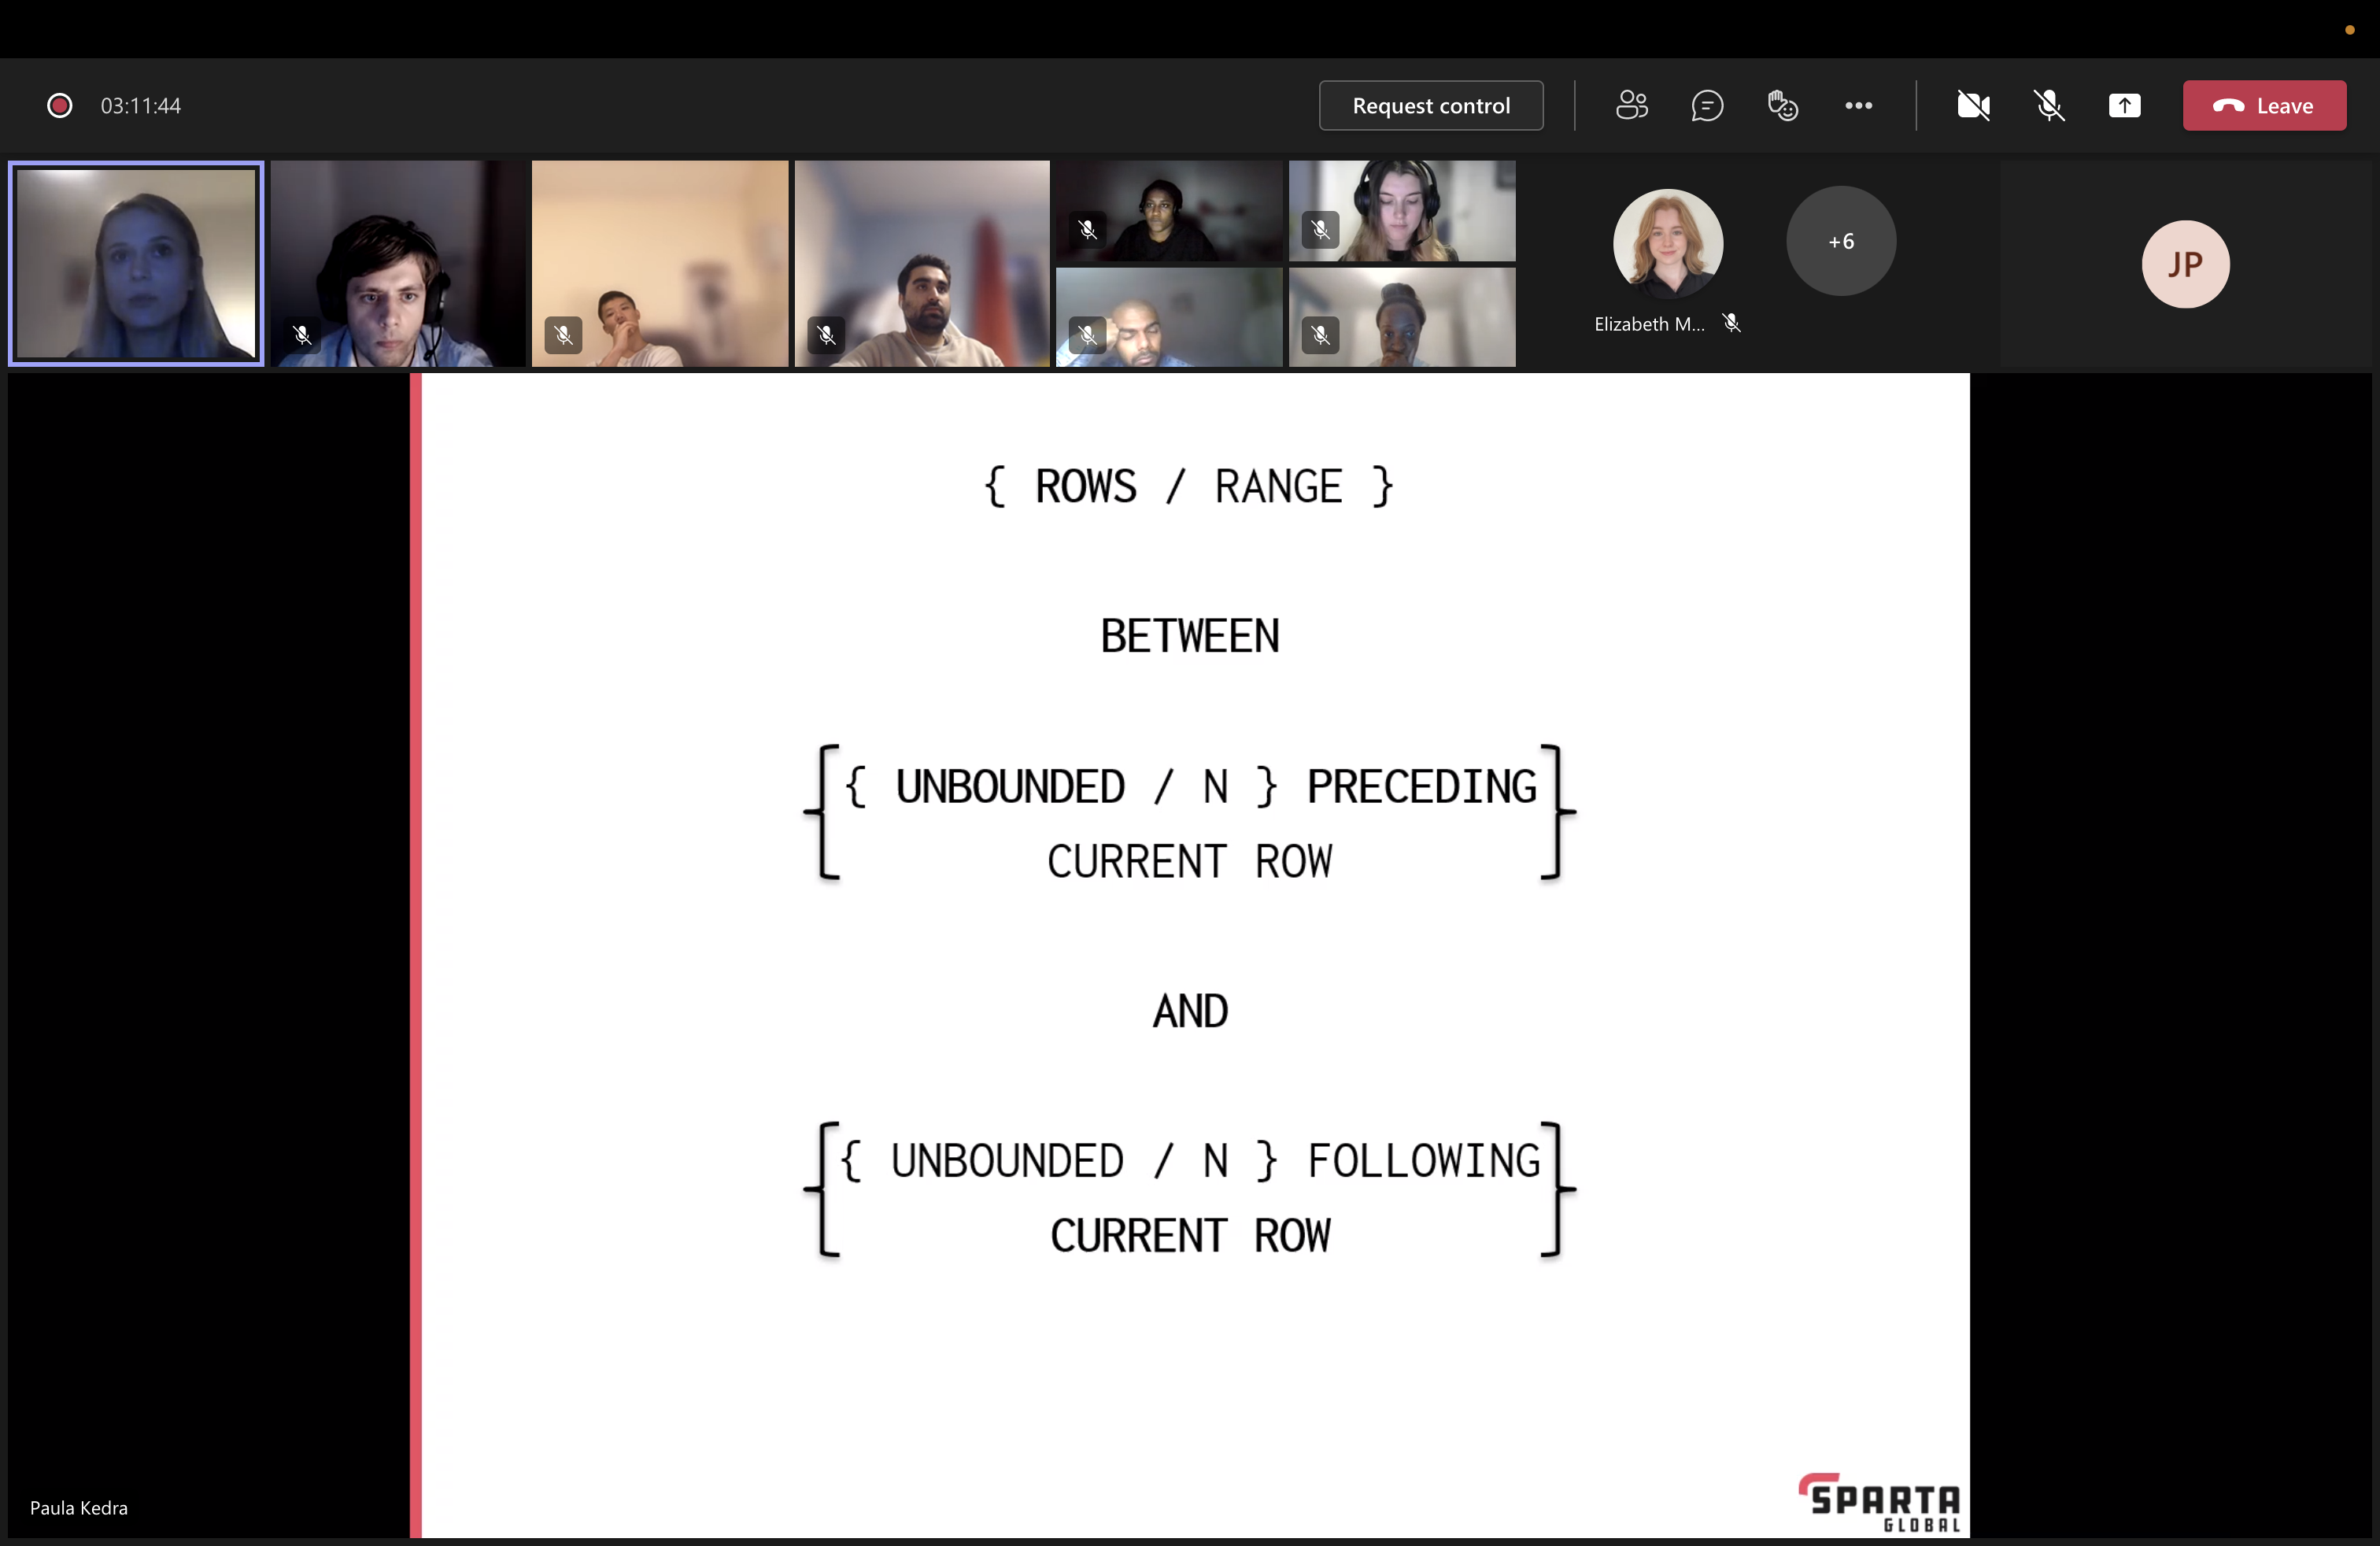 03:11:44
Request control
Leave
Elizabeth M...
+6
JP
{ ROWS / RANGE }
BETWEEN
{ UNBOUNDED / N } PRECEDING
CURRENT ROW
AND
{ UNBOUNDED / N } FOLLOWING
CURRENT ROW
Paula Kedra
SPARTA
GLOBAL